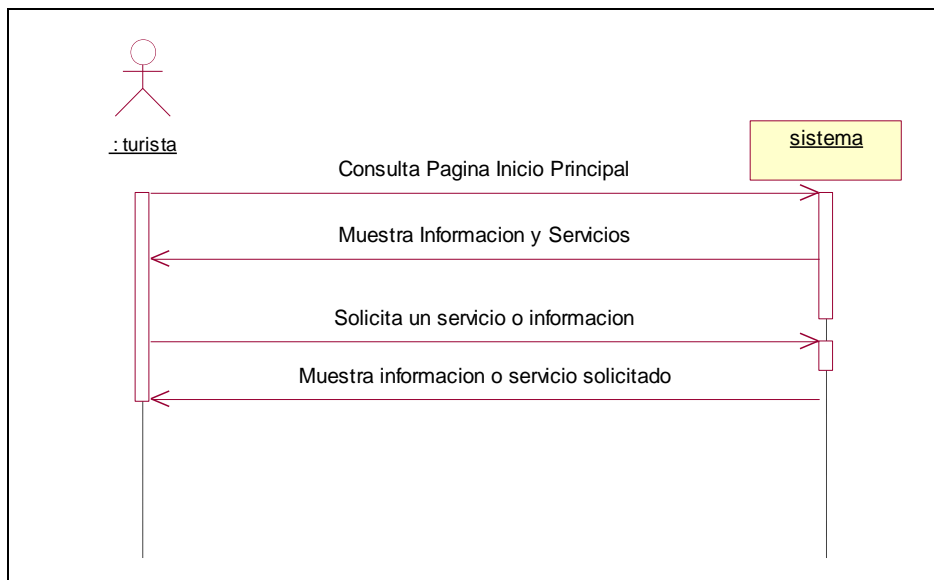 : turista
sistema
Consulta Pagina Inicio Principal
Muestra Informacion y Servicios
Solicita un servicio o informacion
Muestra informacion o servicio solicitado